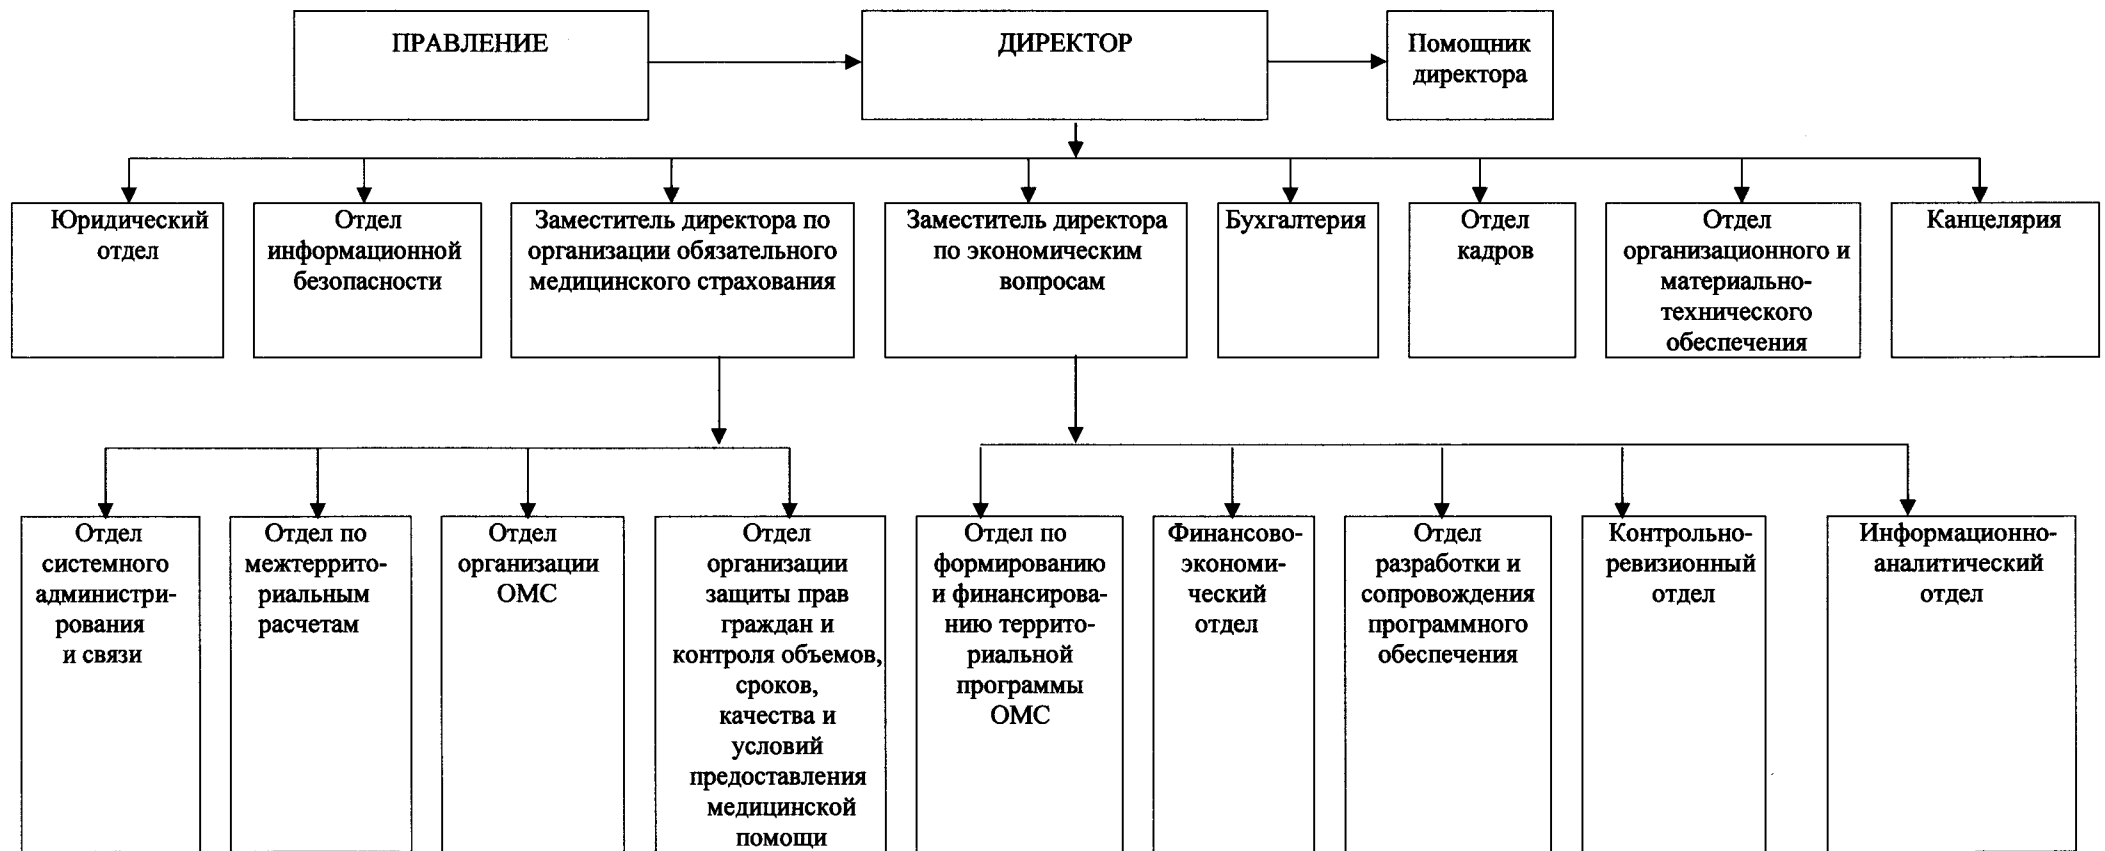 ПРАВЛЕНИЕ
ДИРЕКТОР
Помощник
директора
Юридический
отдел
Отдел
информационной
безопасности
Заместитель директора по
организации обязательного
медицинского страхования
Заместитель директора
по экономическим
вопросам
Бухгалтерия
Отдел
кадров
Отдел
организационного и
материально-
технического
обеспечения
Канцелярия
Отдел
системного
администри-
рования
и связи
Отдел по
межтеррито-
риальным
расчетам
Отдел
организации
ОМС
Отдел
организации
защиты прав
граждан и
контроля объемов,
сроков,
качества и
условий
предоставления
медицинской
помощи
Отдел по
формированию
и финансирова-
нию террито-
риальной
программы
ОМС
Финансово-
экономи-
ческий
отдел
Отдел
разработки и
сопровождения
программного
обеспечения
Контрольно-
ревизионный
отдел
Информационно-
аналитический
отдел